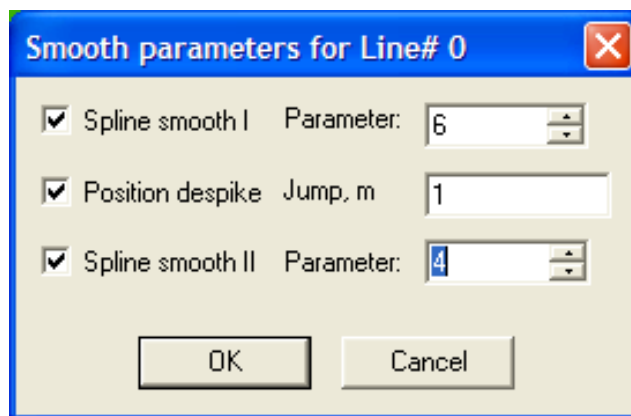 Smooth parameters for Line# 0
Spline smooth I Parameter: 6
Position despike Jump, m 1
Spline smooth II Parameter: 4
OK Cancel